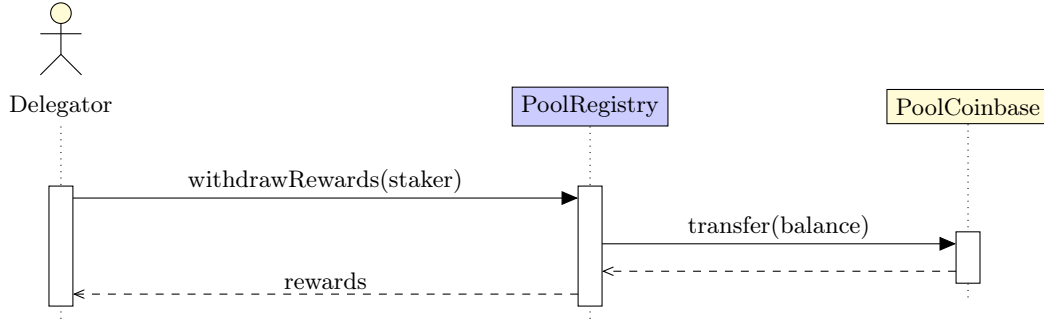 Delegator
PoolRegistry
PoolCoinbase
withdrawRewards(staker)
transfer(balance)
rewards